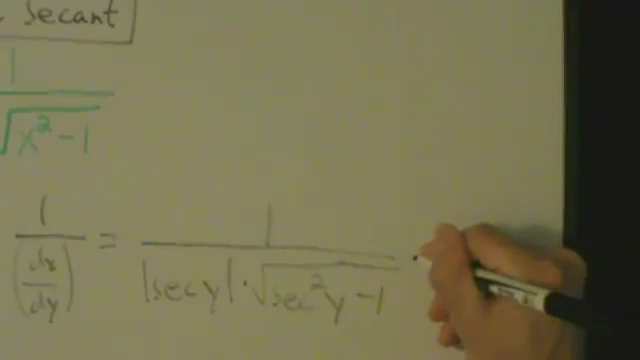 secant
1
√x²-1
1/(dx/dy) = 1/(|sec y|·√sec²y-1)